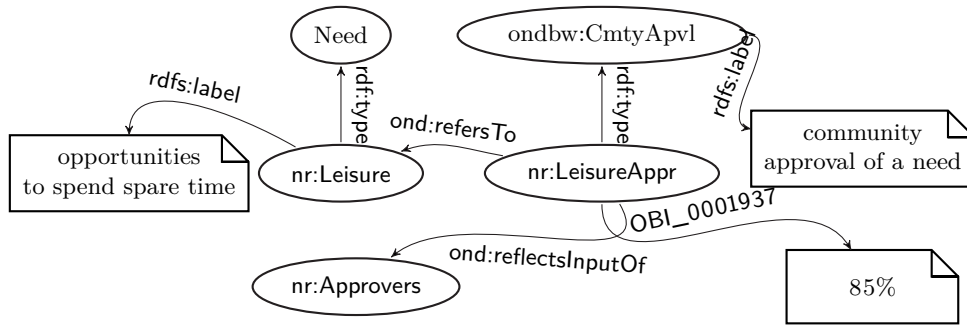 Need
ondbw:CmtyApvl
rdfs:label
rdf:type
rdf:type
rdfs:label
ond:refersTo
opportunities
to spend spare time
nr:Leisure
nr:LeisureAppr
community
approval of a need
OBI_0001937
ond:reflectsInputOf
nr:Approvers
85%